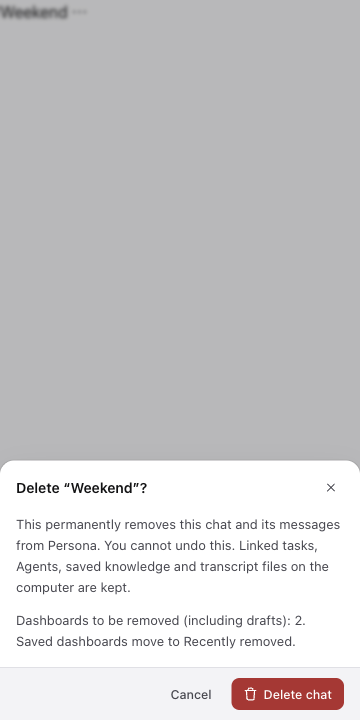 Weekend ···
Delete “Weekend”?
This permanently removes this chat and its messages
from Persona. You cannot undo this. Linked tasks,
Agents, saved knowledge and transcript files on the
computer are kept.
Dashboards to be removed (including drafts): 2.
Saved dashboards move to Recently removed.
Cancel
Delete chat